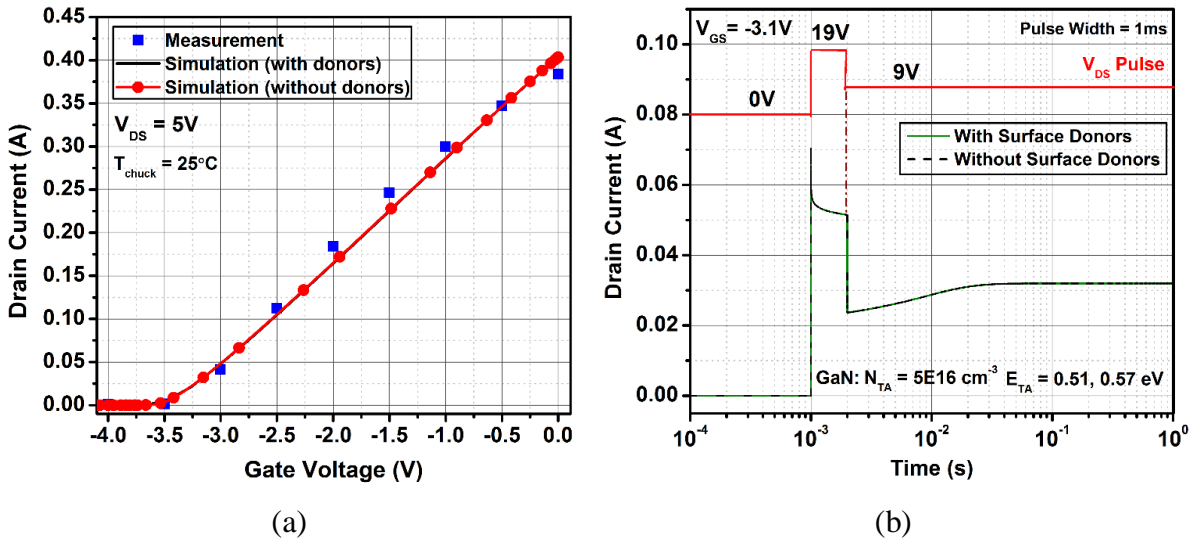 0.45
0.40
0.35
0.30
0.25
0.20
0.15
0.10
0.05
0.00
Drain Current (A)
Measurement
Simulation (with donors)
Simulation (without donors)
V_DS = 5V
T_chuck = 25°C
-4.0 -3.5 -3.0 -2.5 -2.0 -1.5 -1.0 -0.5 0.0
Gate Voltage (V)
(a)
0.10
0.08
0.06
0.04
0.02
0.00
Drain Current (A)
V_GS= -3.1V
19V
Pulse Width = 1ms
V_DS Pulse
9V
0V
With Surface Donors
Without Surface Donors
GaN: N_TA = 5E16 cm^-3 E_TA = 0.51, 0.57 eV
10^-4 10^-3 10^-2 10^-1 10^0
Time (s)
(b)